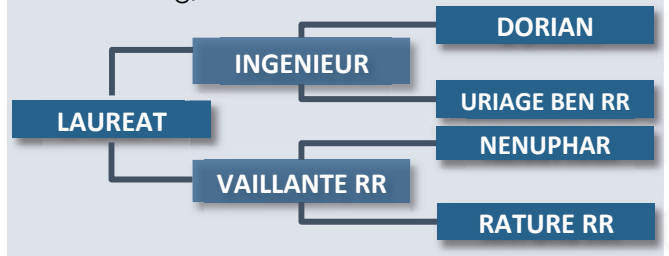 DORIAN
INGENIEUR
URIAGE BEN RR
LAUREAT
NENUPHAR
VAILLANTE RR
RATURE RR